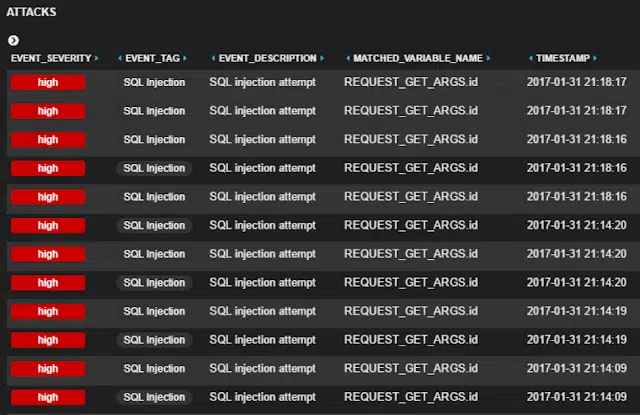 ATTACKS
EVENT_SEVERITY EVENT_TAG EVENT_DESCRIPTION MATCHED_VARIABLE_NAME TIMESTAMP
high SQL Injection SQL injection attempt REQUEST_GET_ARGS.id 2017-01-31 21:18:17
high SQL Injection SQL injection attempt REQUEST_GET_ARGS.id 2017-01-31 21:18:17
high SQL Injection SQL injection attempt REQUEST_GET_ARGS.id 2017-01-31 21:18:16
high SQL Injection SQL injection attempt REQUEST_GET_ARGS.id 2017-01-31 21:18:16
high SQL Injection SQL injection attempt REQUEST_GET_ARGS.id 2017-01-31 21:18:16
high SQL Injection SQL injection attempt REQUEST_GET_ARGS.id 2017-01-31 21:14:20
high SQL Injection SQL injection attempt REQUEST_GET_ARGS.id 2017-01-31 21:14:20
high SQL Injection SQL injection attempt REQUEST_GET_ARGS.id 2017-01-31 21:14:20
high SQL Injection SQL injection attempt REQUEST_GET_ARGS.id 2017-01-31 21:14:19
high SQL Injection SQL injection attempt REQUEST_GET_ARGS.id 2017-01-31 21:14:19
high SQL Injection SQL injection attempt REQUEST_GET_ARGS.id 2017-01-31 21:14:09
high SQL Injection SQL injection attempt REQUEST_GET_ARGS.id 2017-01-31 21:14:09